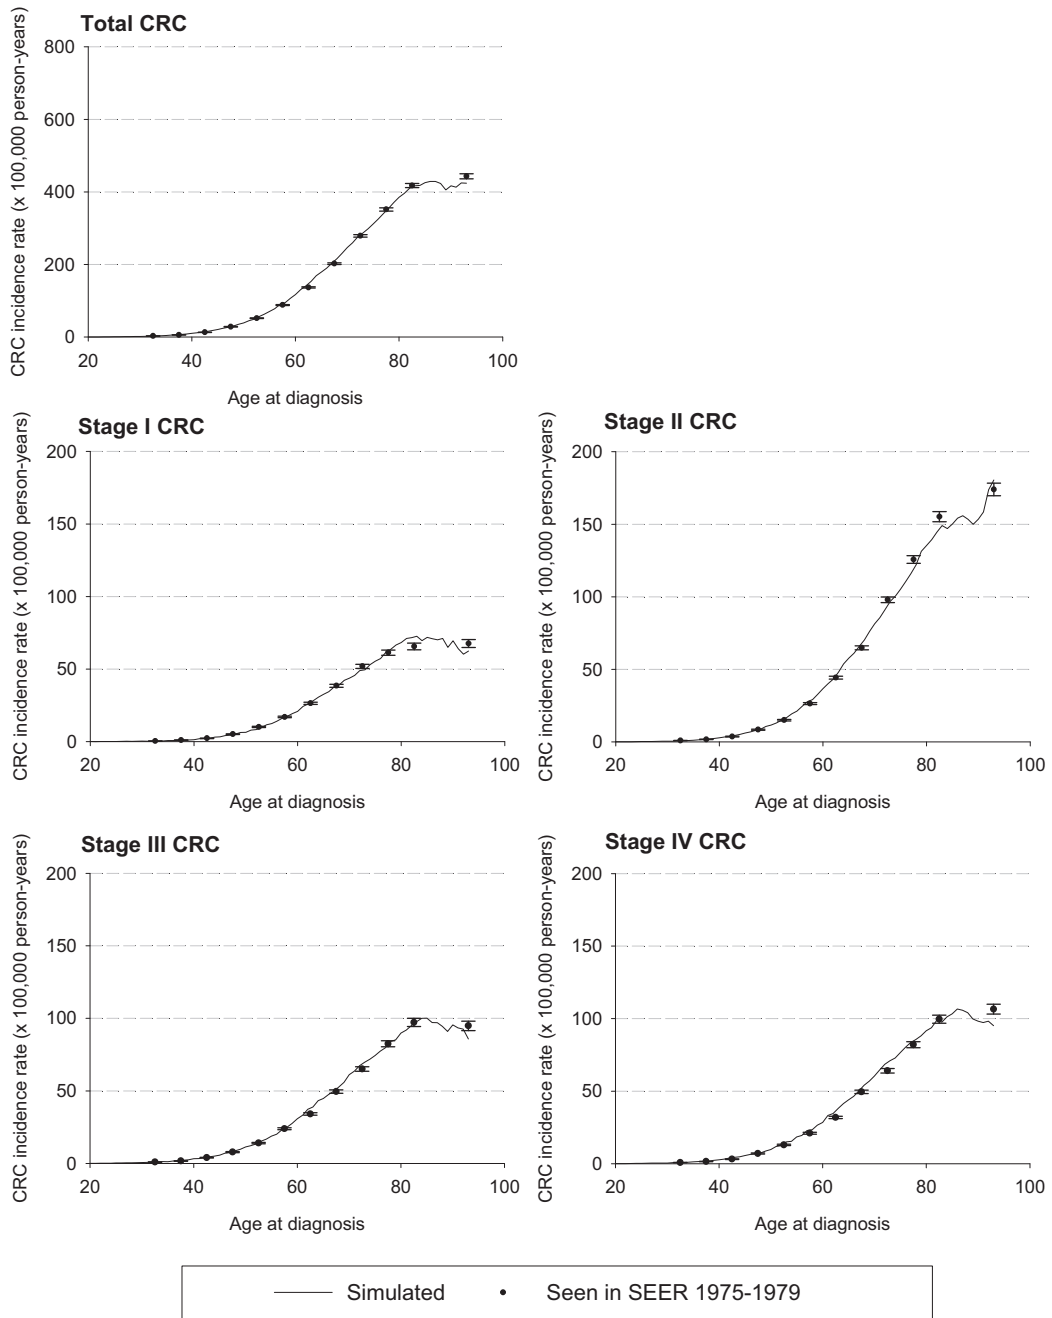 Total CRC
CRC incidence rate (x 100,000 person-years)
800
600
400
200
0
20 40 60 80 100
Age at diagnosis
Stage I CRC
CRC incidence rate (x 100,000 person-years)
200
150
100
50
0
20 40 60 80 100
Age at diagnosis
Stage II CRC
CRC incidence rate (x 100,000 person-years)
200
150
100
50
0
20 40 60 80 100
Age at diagnosis
Stage III CRC
CRC incidence rate (x 100,000 person-years)
200
150
100
50
0
20 40 60 80 100
Age at diagnosis
Stage IV CRC
CRC incidence rate (x 100,000 person-years)
200
150
100
50
0
20 40 60 80 100
Age at diagnosis
Simulated Seen in SEER 1975-1979